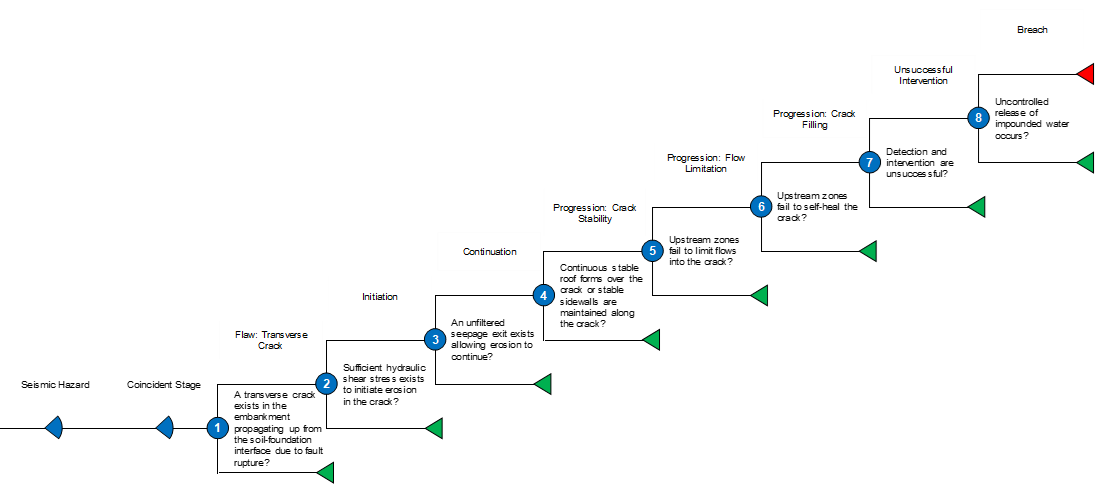 Breach
Unsuccessful
Intervention
Uncontrolled
release of
impounded water
occurs?
8
Progression: Crack
Filling
Detection and
intervention are
unsuccessful?
7
Progression: Flow
Limitation
Upstream zones
fail to self-heal the
crack?
6
Progression: Crack
Stability
Upstream zones
fail to limit flows
into the crack?
5
Continuation
Continuous stable
roof forms over the
crack or stable
sidewalls are
maintained along
the crack?
4
Initiation
An unfiltered
seepage exit exists
allowing erosion to
continue?
3
Flaw: Transverse
Crack
Sufficient hydraulic
shear stress exists
to initiate erosion
in the crack?
2
Seismic Hazard
Coincident Stage
A transverse crack
exists in the
embankment
propagating up from
the soil-foundation
interface due to fault
rupture?
1